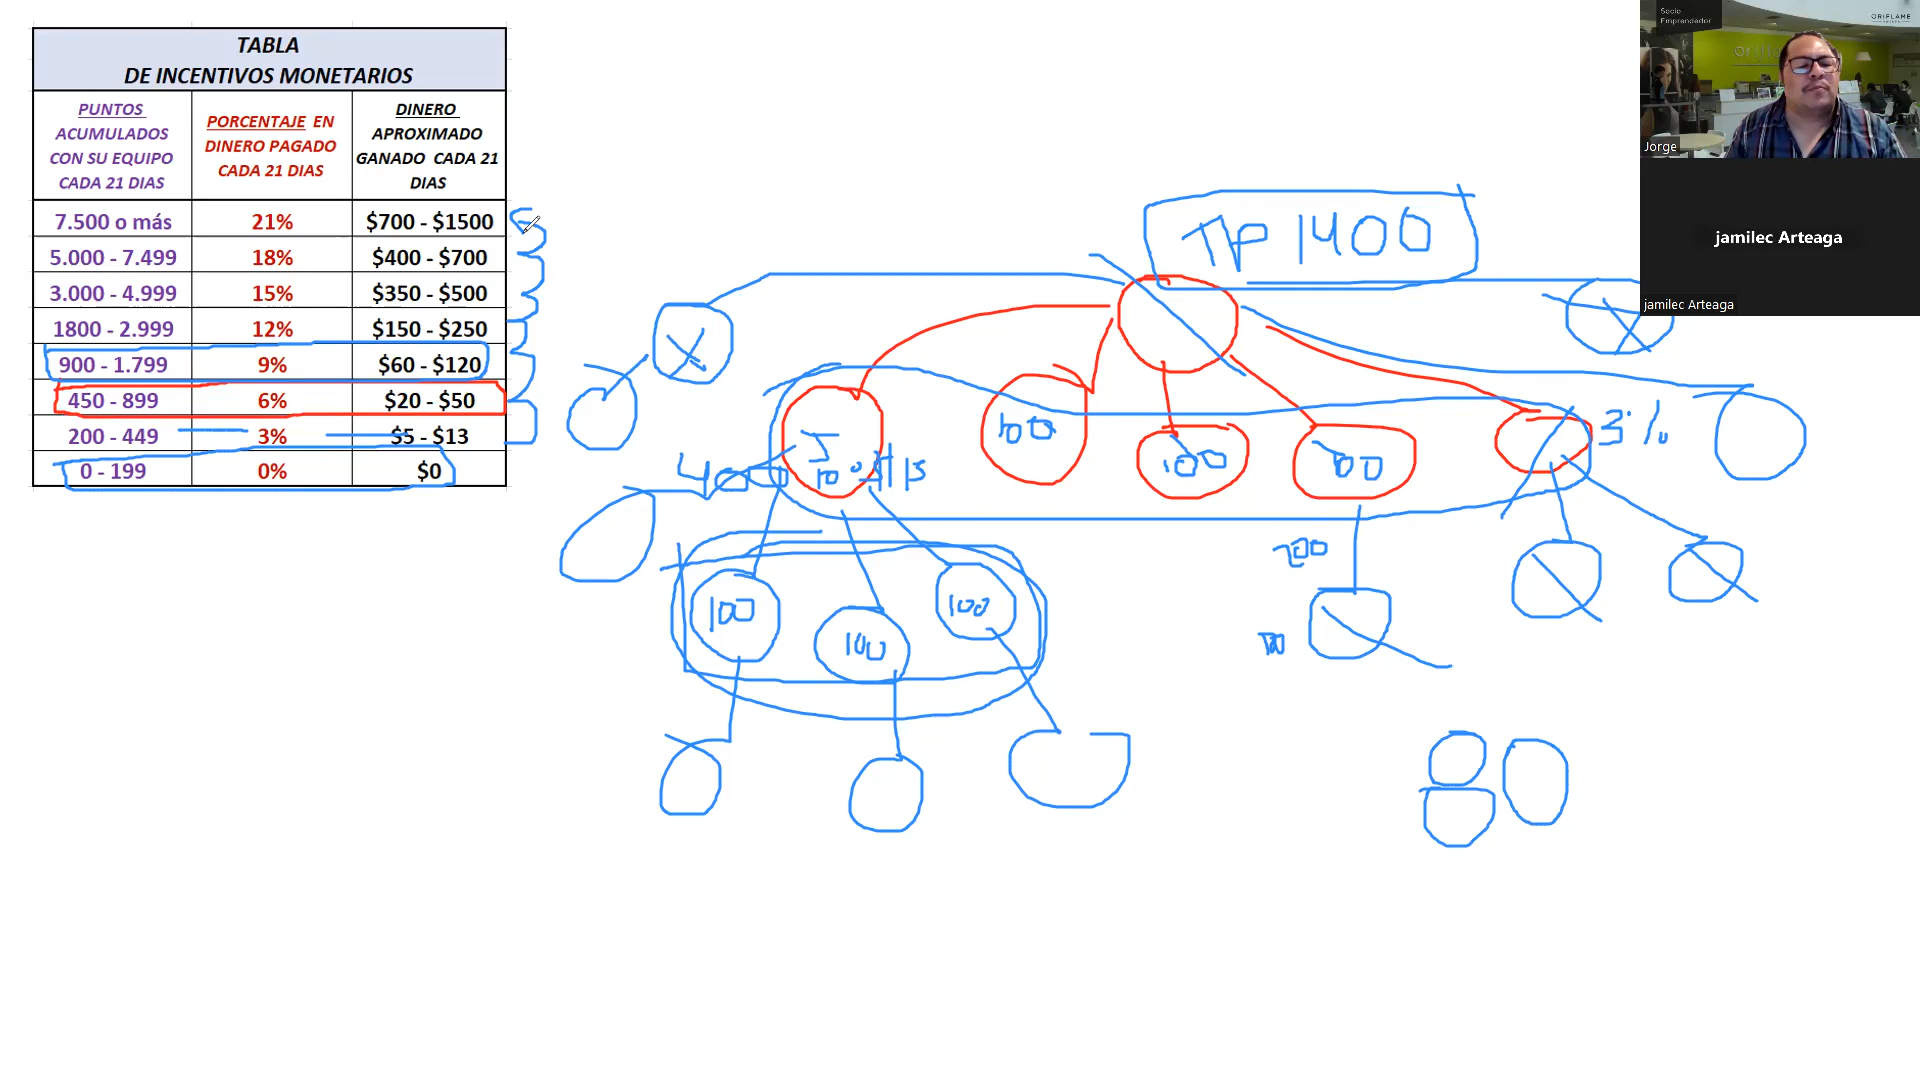 TABLA
DE INCENTIVOS MONETARIOS
PUNTOS
ACUMULADOS
CON SU EQUIPO
CADA 21 DIAS
PORCENTAJE EN
DINERO PAGADO
CADA 21 DIAS
DINERO
APROXIMADO
GANADO CADA 21
DIAS
7.500 o más 21% $700 - $1500
5.000 - 7.499 18% $400 - $700
3.000 - 4.999 15% $350 - $500
1800 - 2.999 12% $150 - $250
900 - 1.799 9% $60 - $120
450 - 899 6% $20 - $50
200 - 449 3% $5 - $13
0 - 199 0% $0
1400
3%
100
100
400
200
100
100
100
Socio
Emprendedor
ORIFLAME
Jorge
jamilec Arteaga
jamilec Arteaga